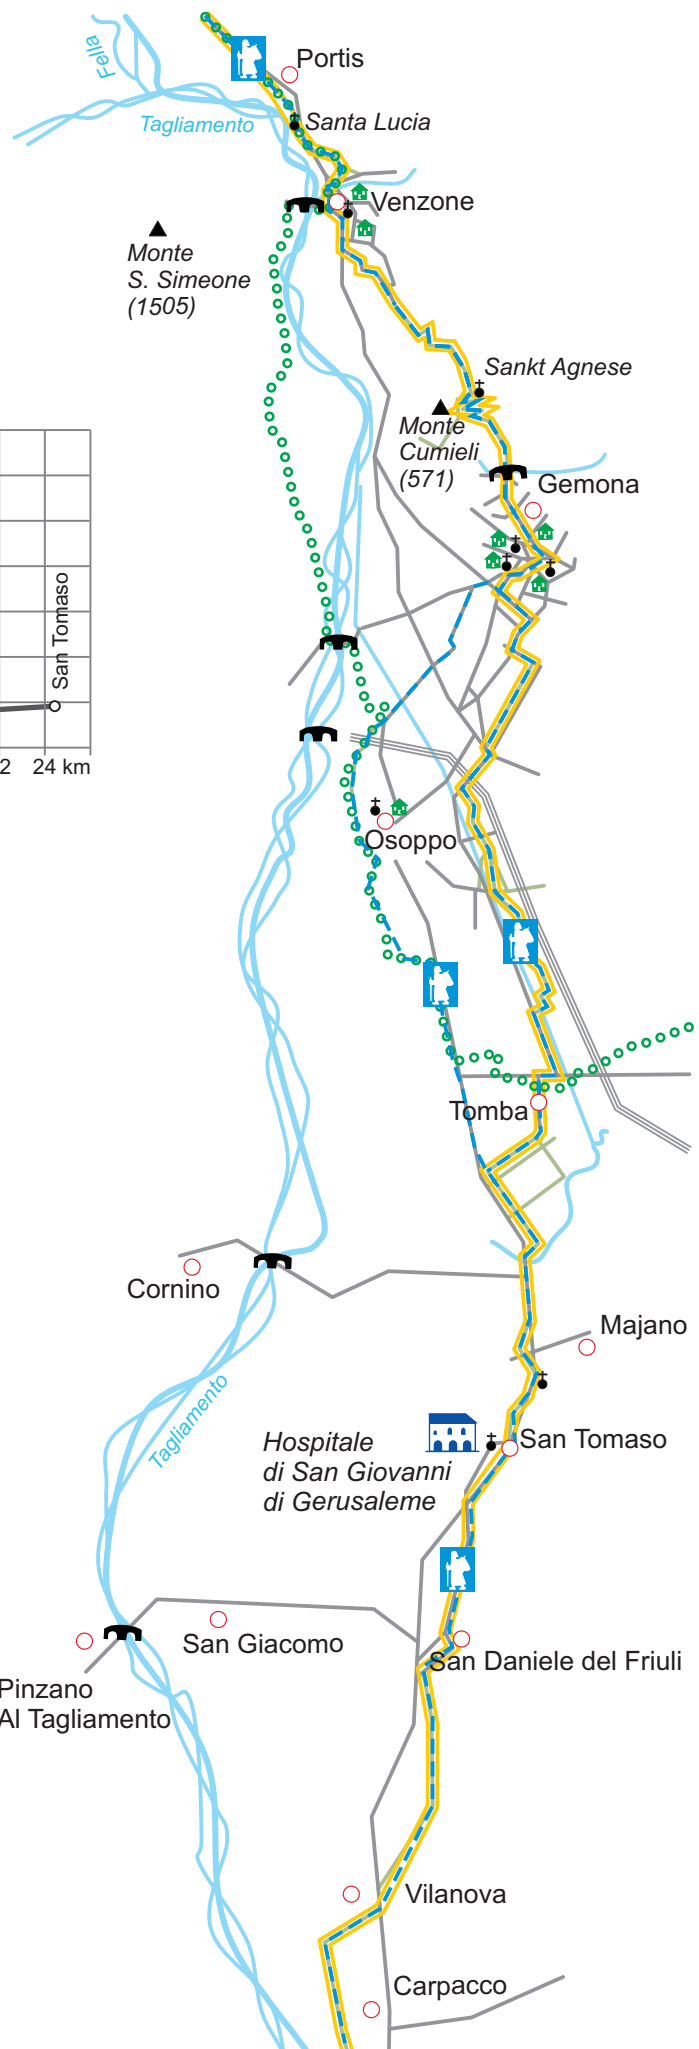 Portis
Fella
Tagliamento
Santa Lucia
Venzone
Monte
S. Simeone
(1505)
Sankt Agnese
Monte
Cumieli
(571)
Gemona
San Tomaso
2 24 km
Osoppo
Tomba
Cornino
Majano
Tagliamento
San Tomaso
Hospitale
di San Giovanni
di Gerusaleme
San Giacomo
San Daniele del Friuli
Pinzano
Al Tagliamento
Vilanova
Carpacco